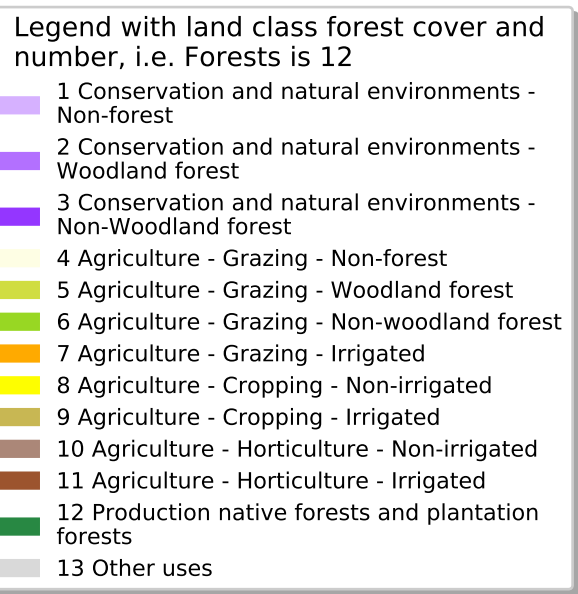 Legend with land class forest cover and
number, i.e. Forests is 12
1 Conservation and natural environments -
Non-forest
2 Conservation and natural environments -
Woodland forest
3 Conservation and natural environments -
Non-Woodland forest
4 Agriculture - Grazing - Non-forest
5 Agriculture - Grazing - Woodland forest
6 Agriculture - Grazing - Non-woodland forest
7 Agriculture - Grazing - Irrigated
8 Agriculture - Cropping - Non-irrigated
9 Agriculture - Cropping - Irrigated
10 Agriculture - Horticulture - Non-irrigated
11 Agriculture - Horticulture - Irrigated
12 Production native forests and plantation
forests
13 Other uses